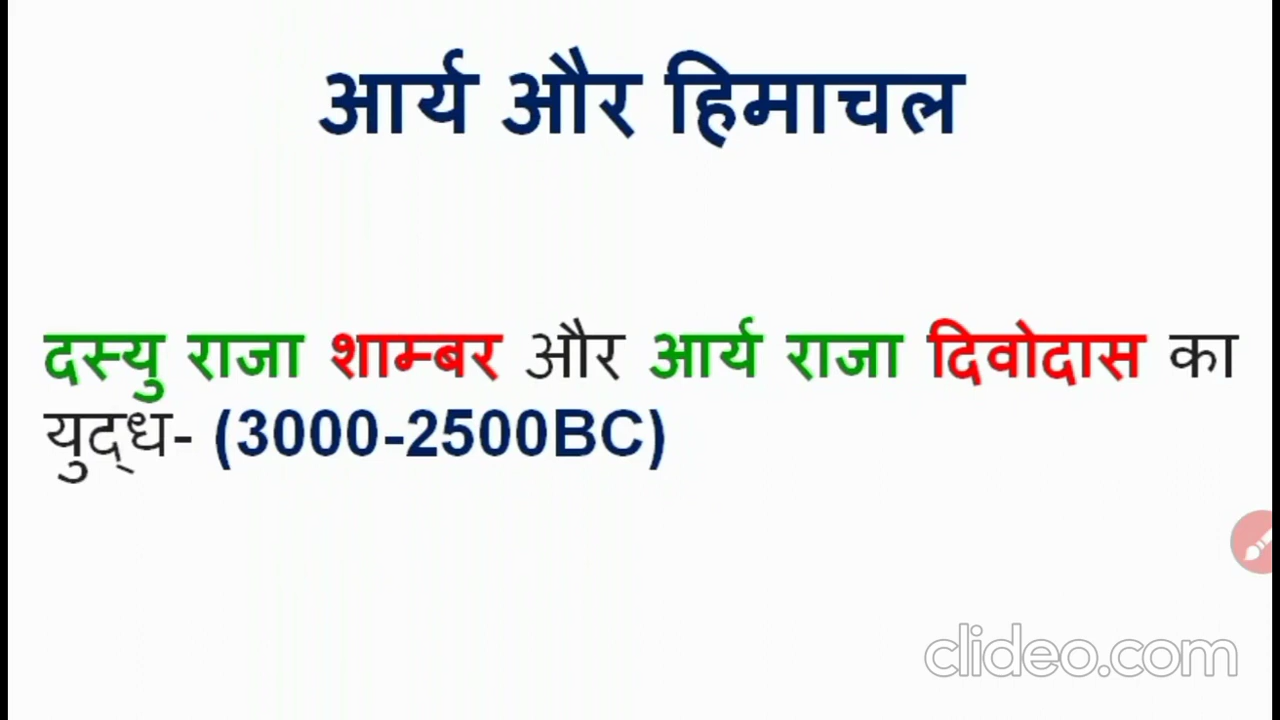 आर्य और हिमाचल
दस्यु राजा शाम्बर और आर्य राजा दिवोदास का
युद्ध- (3000-2500BC)
clideo.com